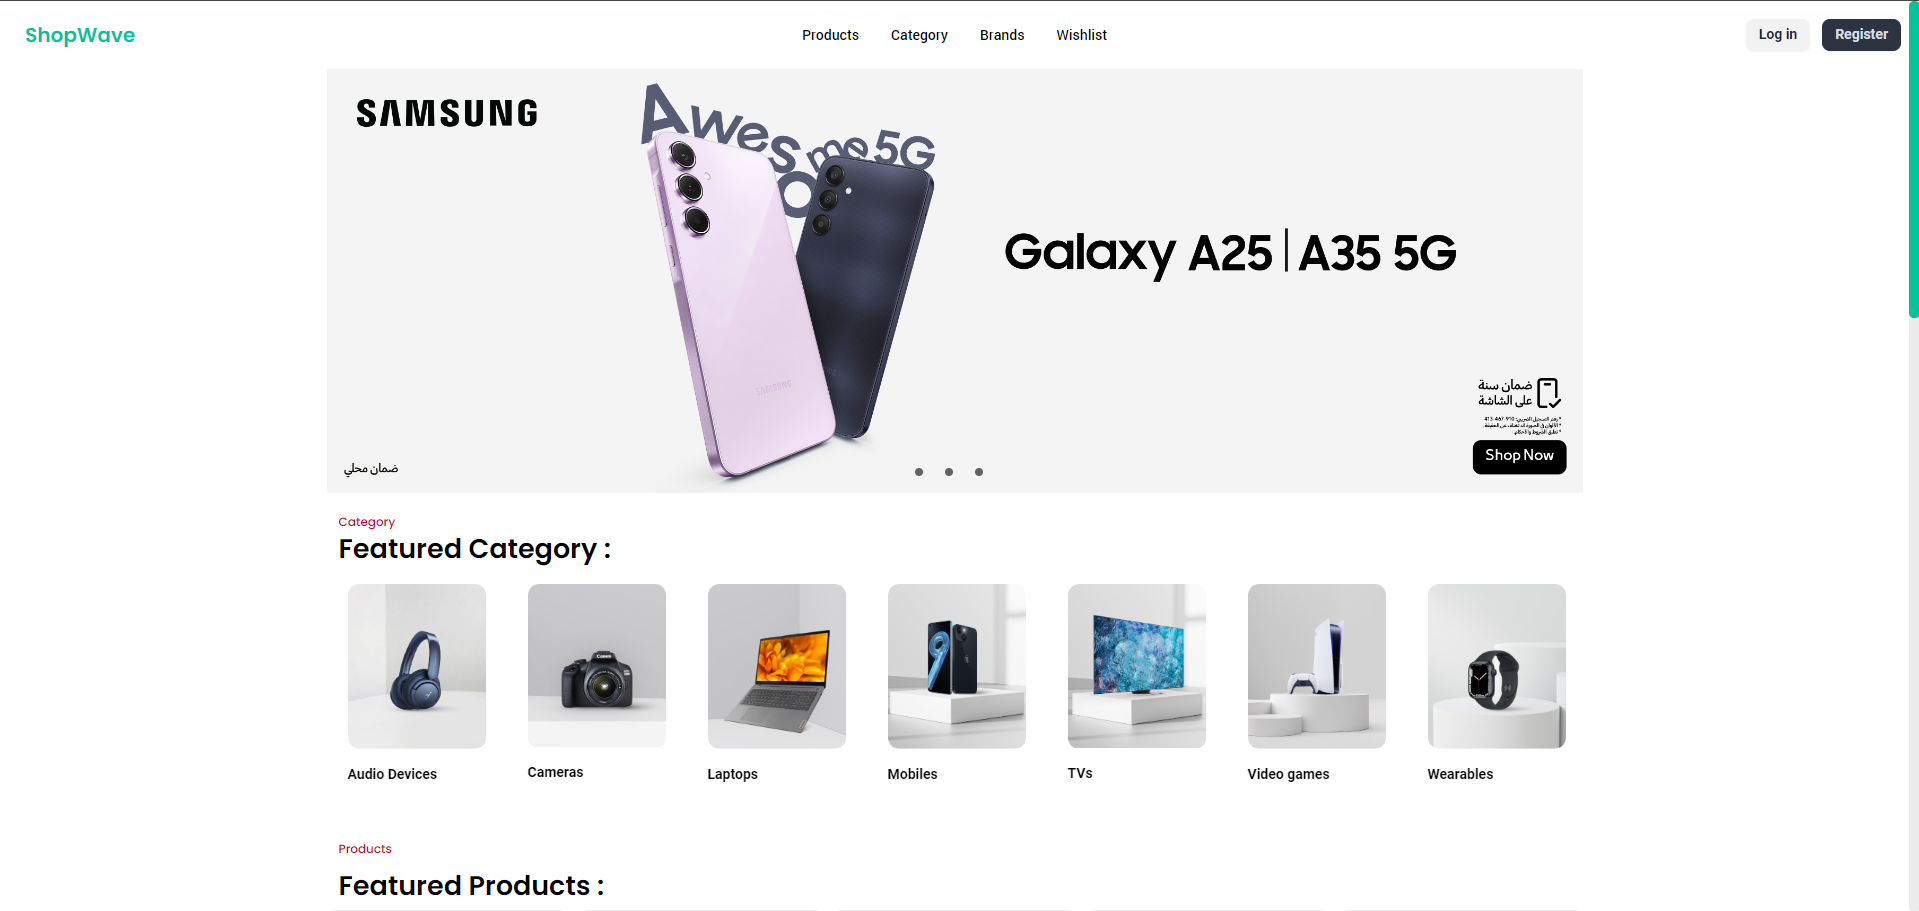 ShopWave
Products
Category
Brands
Wishlist
Log in
Register
SAMSUNG
Awesome 5G
Galaxy A25 | A35 5G
ضمان سنة
على الشاشة
Shop Now
ضمان محلي
Category
Featured Category :
Canon
Audio Devices
Cameras
Laptops
Mobiles
TVs
Video games
Wearables
Products
Featured Products :